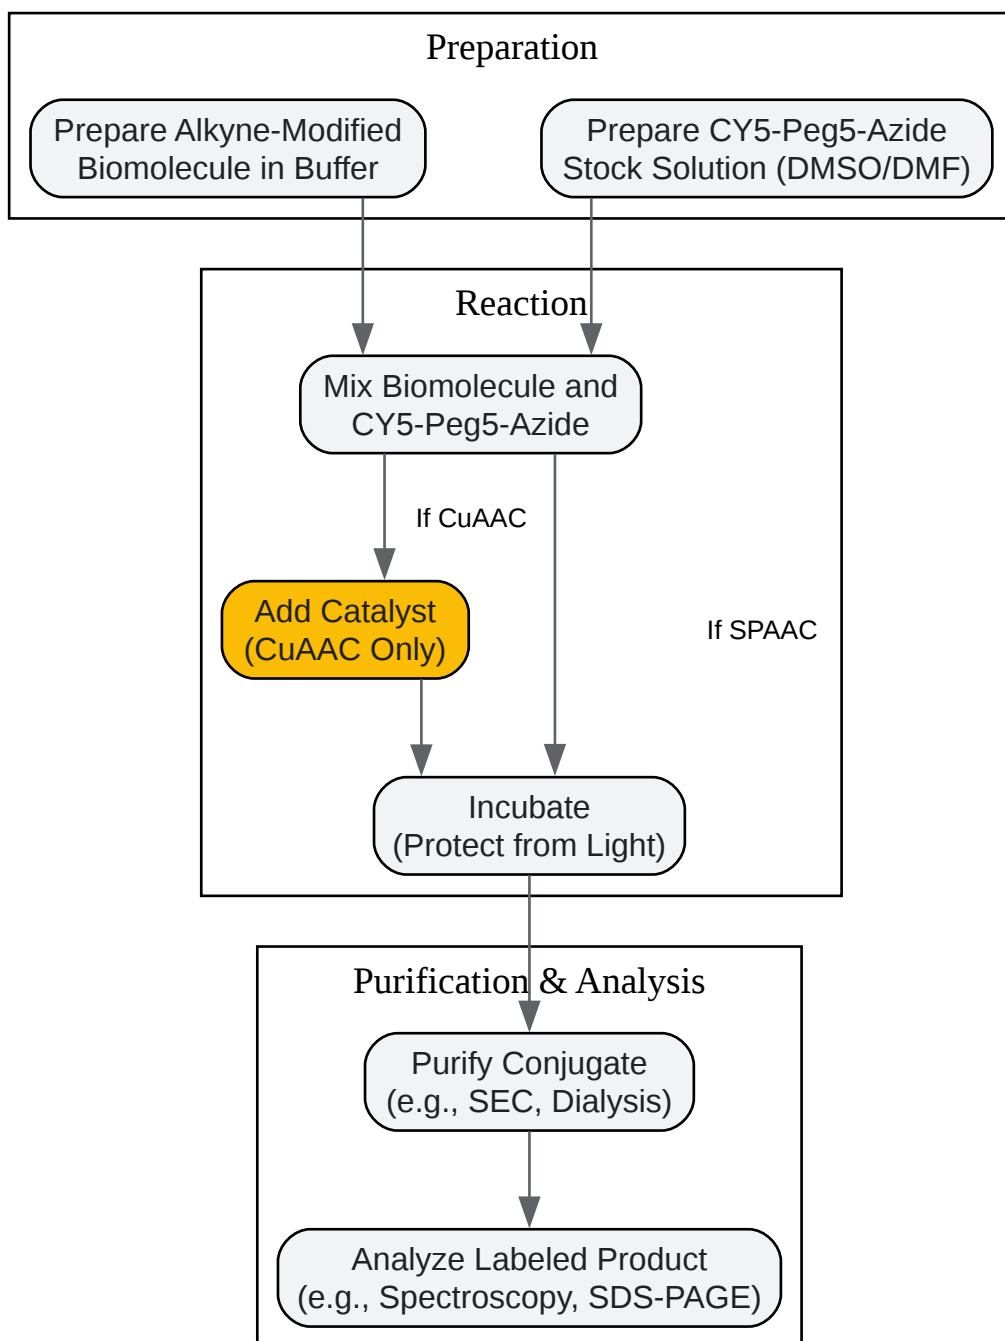 Preparation
Prepare Alkyne-Modified
Biomolecule in Buffer
Prepare CY5-Peg5-Azide
Stock Solution (DMSO/DMF)
Reaction
Mix Biomolecule and
CY5-Peg5-Azide
If CuAAC
Add Catalyst
(CuAAC Only)
If SPAAC
Incubate
(Protect from Light)
Purification & Analysis
Purify Conjugate
(e.g., SEC, Dialysis)
Analyze Labeled Product
(e.g., Spectroscopy, SDS-PAGE)